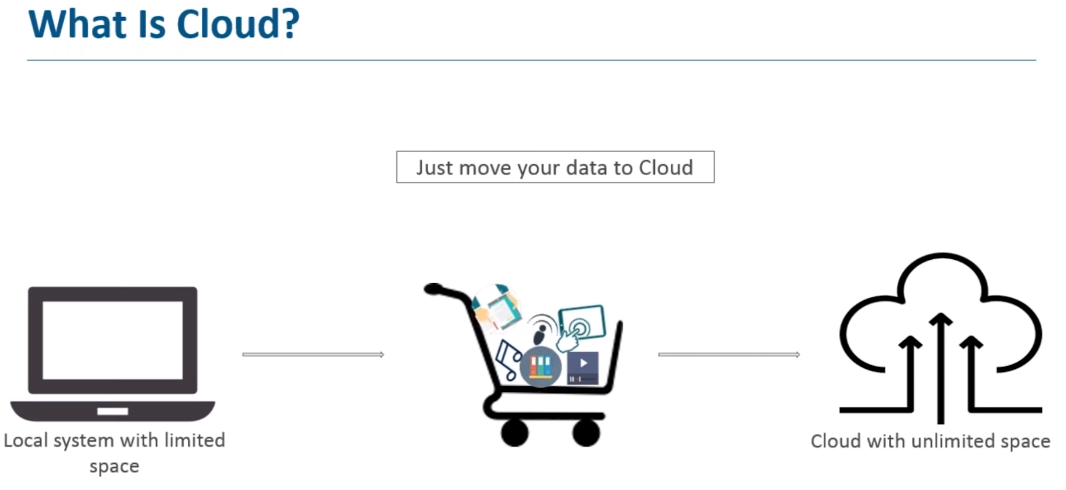 What Is Cloud?
Just move your data to Cloud
Local system with limited
space
Cloud with unlimited space